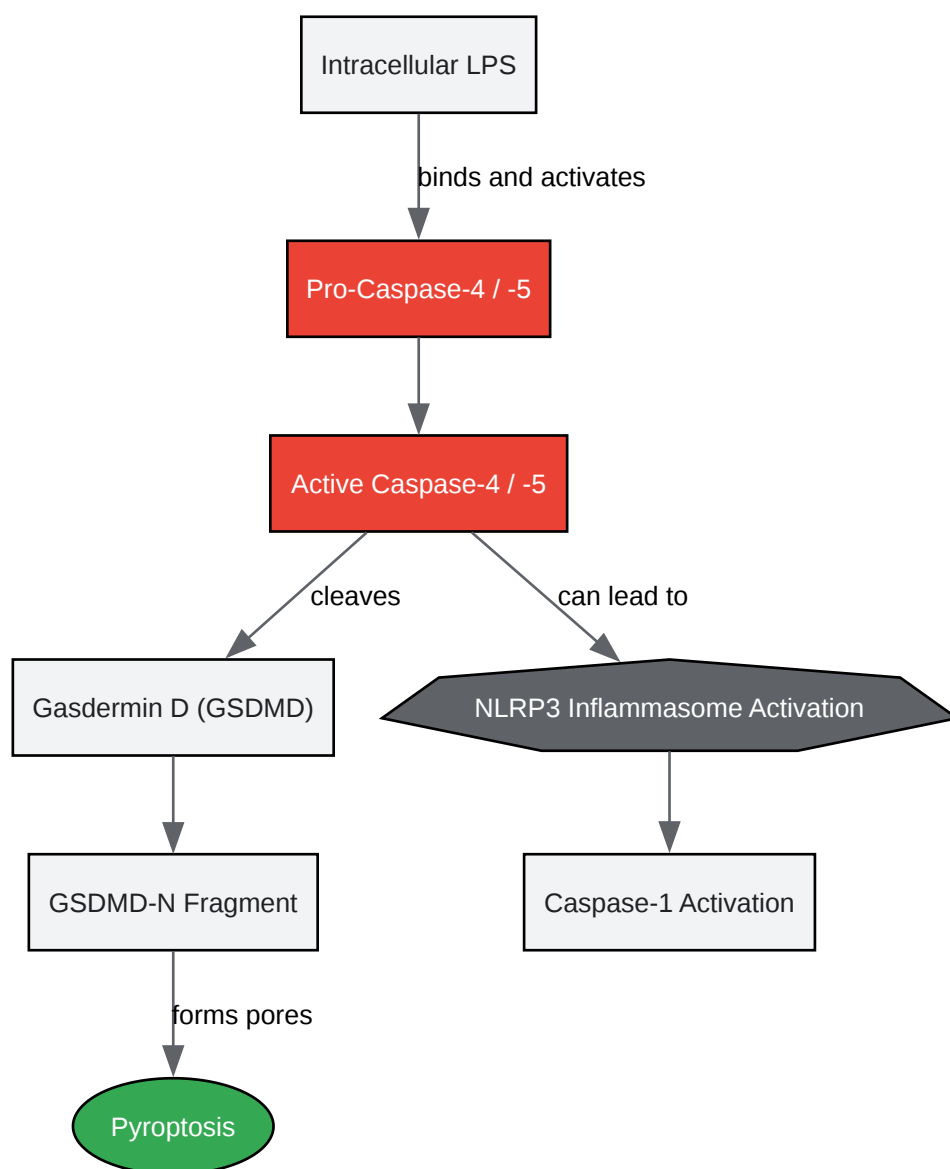 Intracellular LPS
binds and activates
Pro-Caspase-4 / -5
Active Caspase-4 / -5
cleaves
can lead to
Gasdermin D (GSDMD)
NLRP3 Inflammasome Activation
GSDMD-N Fragment
Caspase-1 Activation
forms pores
Pyroptosis